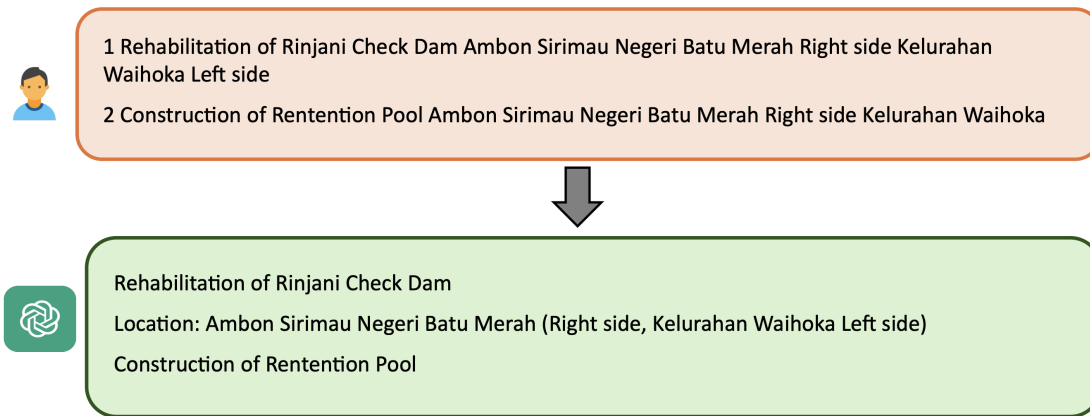 1 Rehabilitation of Rinjani Check Dam Ambon Sirimau Negeri Batu Merah Right side Kelurahan
Waihoka Left side
2 Construction of Rentention Pool Ambon Sirimau Negeri Batu Merah Right side Kelurahan Waihoka
Rehabilitation of Rinjani Check Dam
Location: Ambon Sirimau Negeri Batu Merah (Right side, Kelurahan Waihoka Left side)
Construction of Rentention Pool